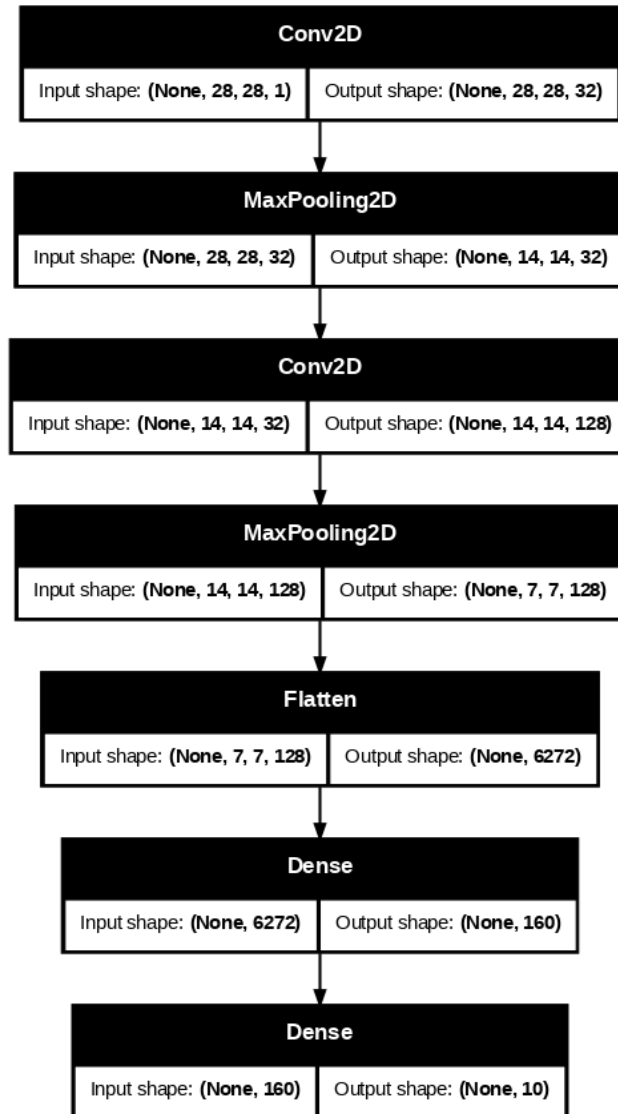 Conv2D
Input shape: (None, 28, 28, 1) Output shape: (None, 28, 28, 32)
MaxPooling2D
Input shape: (None, 28, 28, 32) Output shape: (None, 14, 14, 32)
Conv2D
Input shape: (None, 14, 14, 32) Output shape: (None, 14, 14, 128)
MaxPooling2D
Input shape: (None, 14, 14, 128) Output shape: (None, 7, 7, 128)
Flatten
Input shape: (None, 7, 7, 128) Output shape: (None, 6272)
Dense
Input shape: (None, 6272) Output shape: (None, 160)
Dense
Input shape: (None, 160) Output shape: (None, 10)